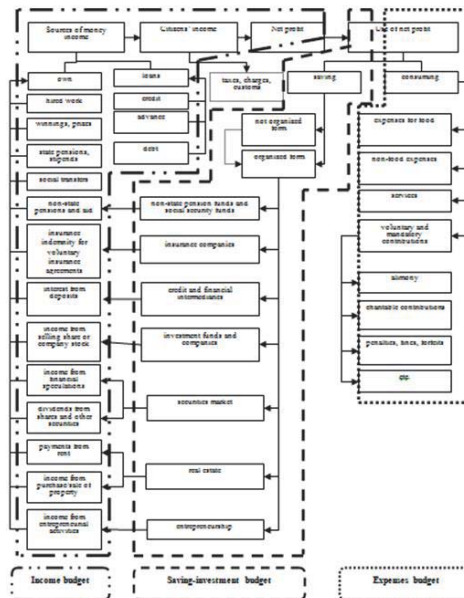 Sources of money
income
Citizens' income
Net profit
Use of net profit
own
loans
taxes, charges,
customs
saving
consuming
hired work
credit
winnings, prizes
advance
not organized
form
expenses for food
state pensions,
stipends
debt
organized form
non-food expenses
social transfers
services
non-state
pensions and aid
non-state pension funds and
social security funds
voluntary and
mandatory
contributions
insurance
indemnity for
voluntary
insurance
agreements
insurance companies
alimony
interest from
deposits
credit and financial
intermediaries
charitable contributions
income from
selling share or
company stock
investment funds and
companies
penalties, fines, forfeits
etc.
income from
financial
speculations
dividends from
shares and other
securities
securities market
payments from
rent
real estate
income from
purchase/sale of
property
income from
entrepreneurial
activities
entrepreneurship
Income budget
Saving-investment budget
Expenses budget